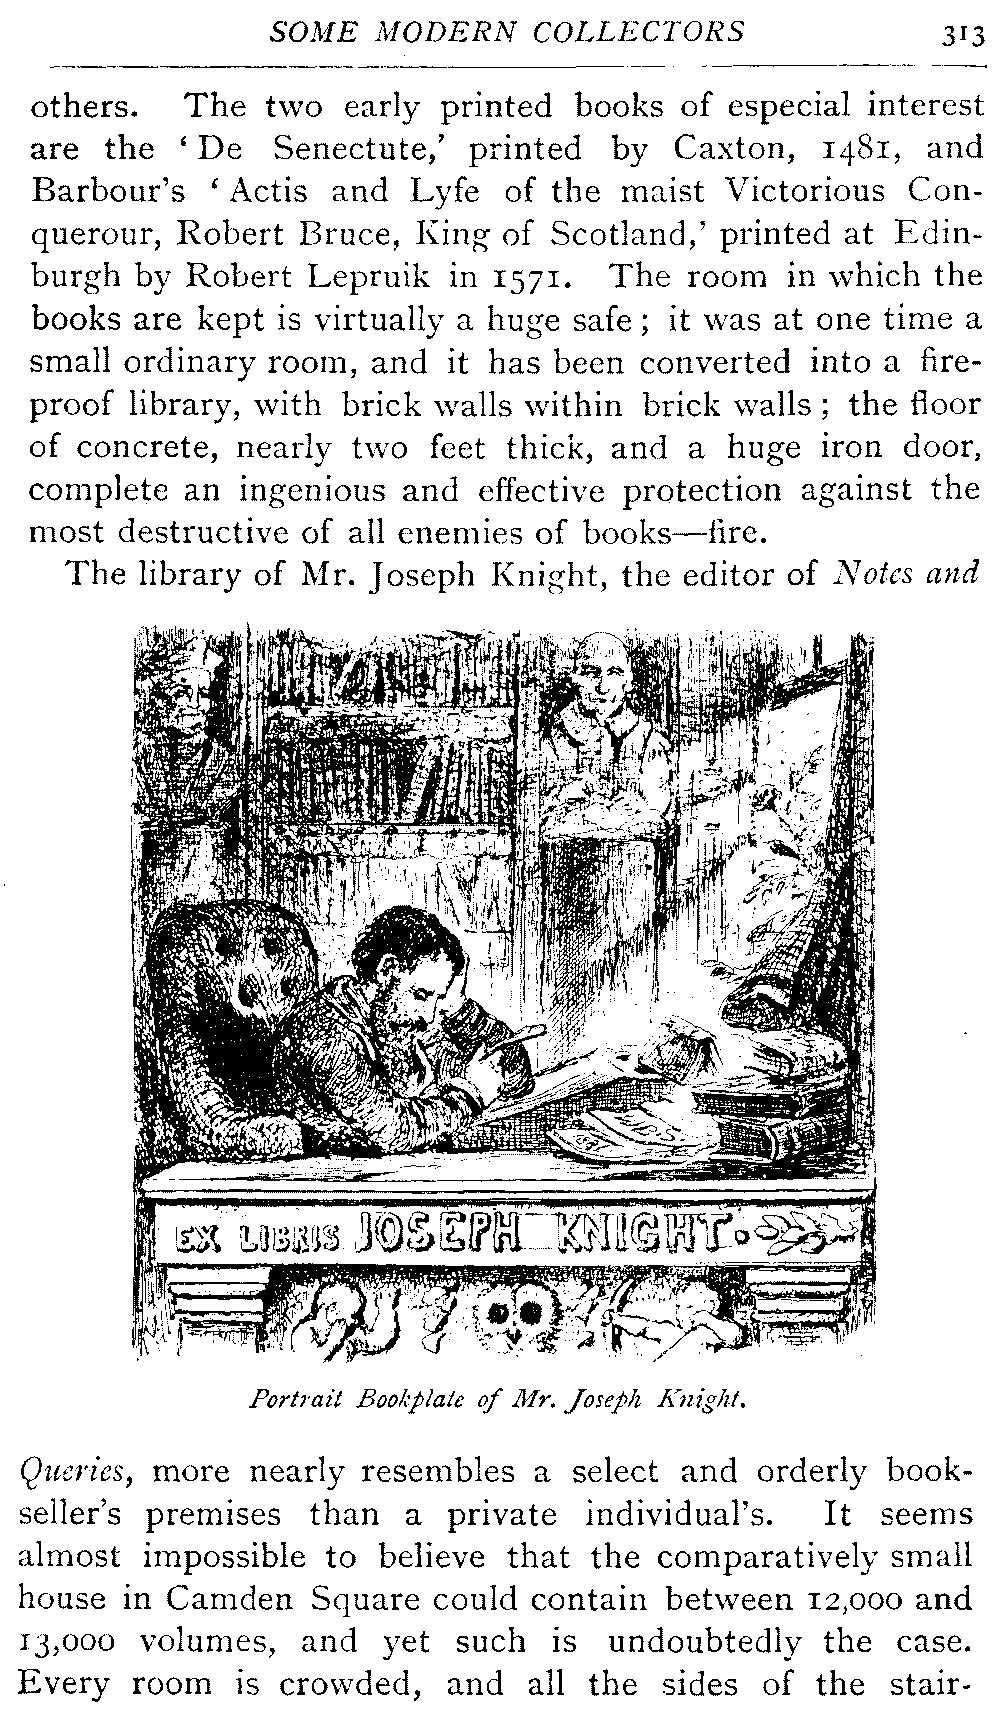 SOME MODERN COLLECTORS 313
others. The two early printed books of especial interest
are the ‘De Senectute,’ printed by Caxton, 1481, and
Barbour’s ‘Actis and Lyfe of the maist Victorious Con-
querour, Robert Bruce, King of Scotland,’ printed at Edin-
burgh by Robert Lepruik in 1571. The room in which the
books are kept is virtually a huge safe; it was at one time a
small ordinary room, and it has been converted into a fire-
proof library, with brick walls within brick walls; the floor
of concrete, nearly two feet thick, and a huge iron door,
complete an ingenious and effective protection against the
most destructive of all enemies of books—fire.
The library of Mr. Joseph Knight, the editor of Notes and
EX LIBRIS JOSEPH KNIGHT.
Portrait Bookplate of Mr. Joseph Knight.
Queries, more nearly resembles a select and orderly book-
seller’s premises than a private individual’s. It seems
almost impossible to believe that the comparatively small
house in Camden Square could contain between 12,000 and
13,000 volumes, and yet such is undoubtedly the case.
Every room is crowded, and all the sides of the stair-